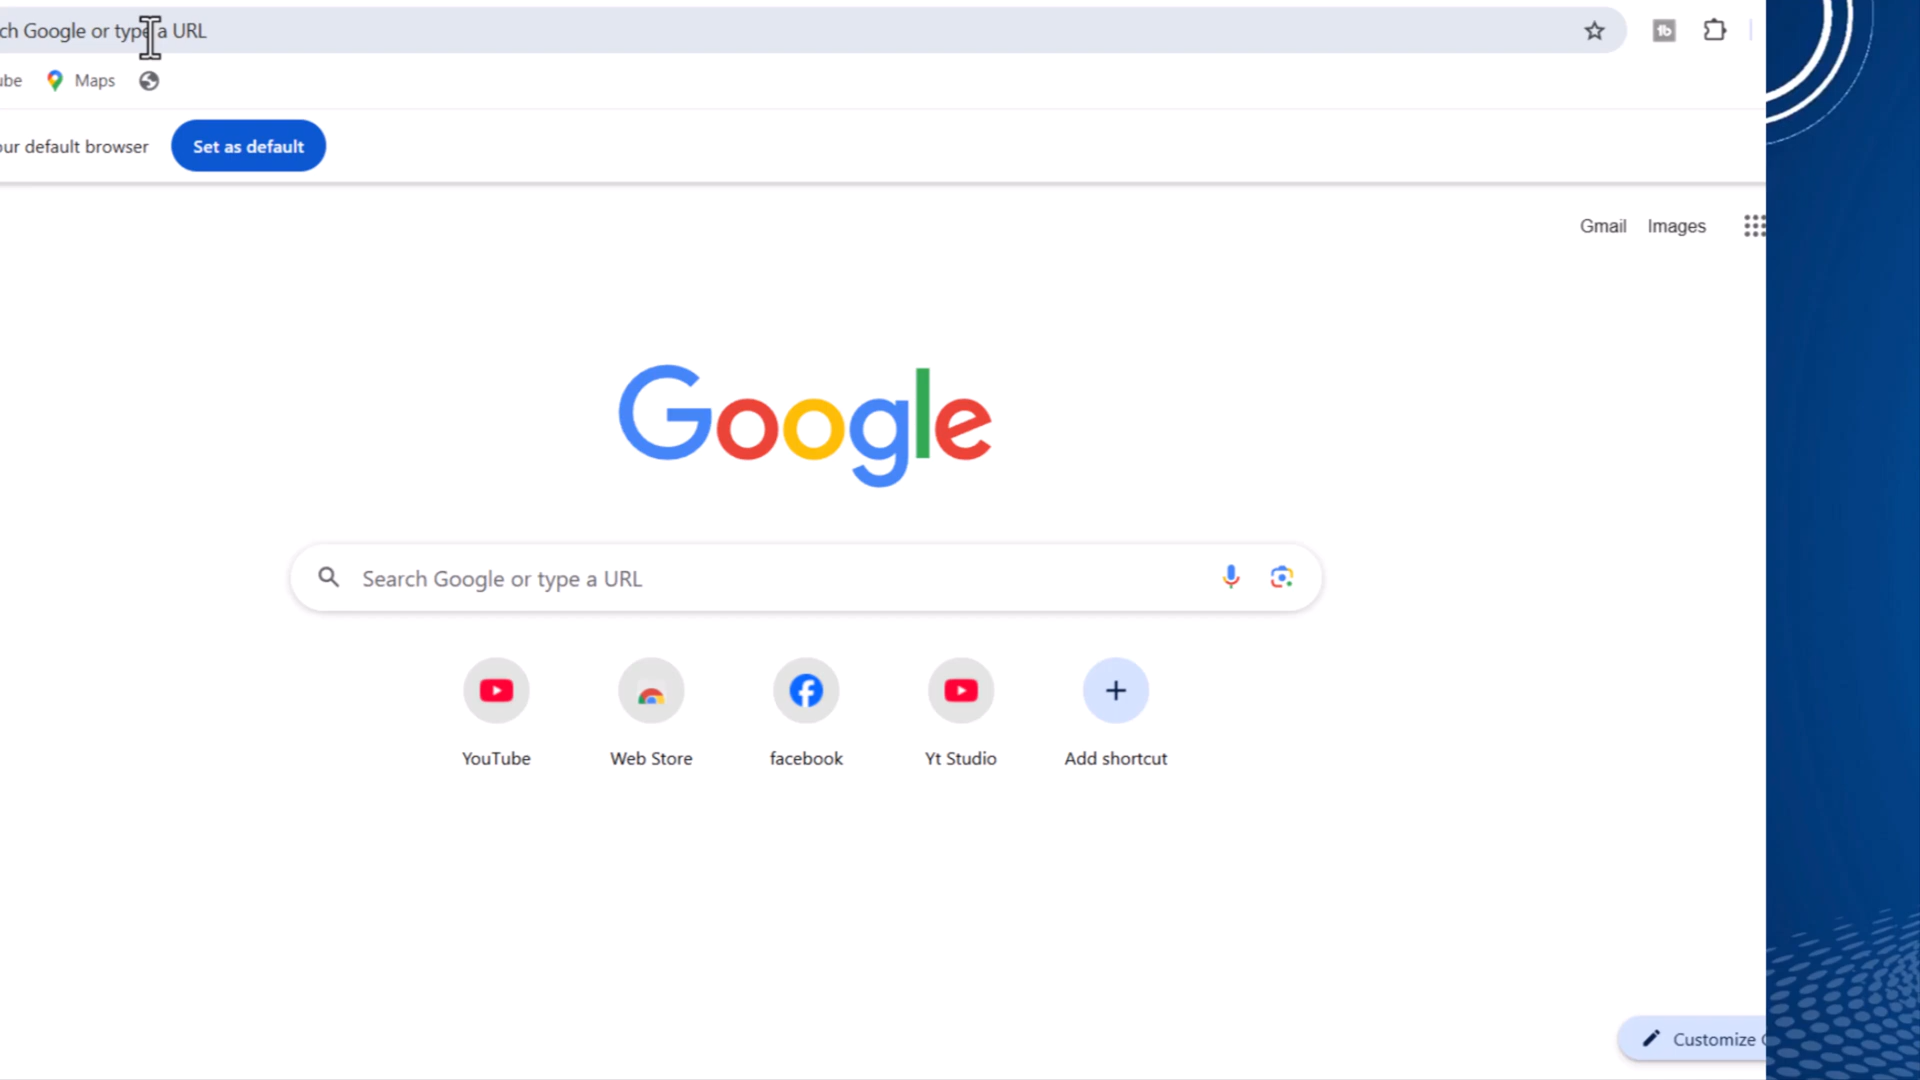 ch Google or type a URL
ube Maps
our default browser Set as default
Gmail Images
Google
Search Google or type a URL
YouTube Web Store facebook Yt Studio Add shortcut
Customize